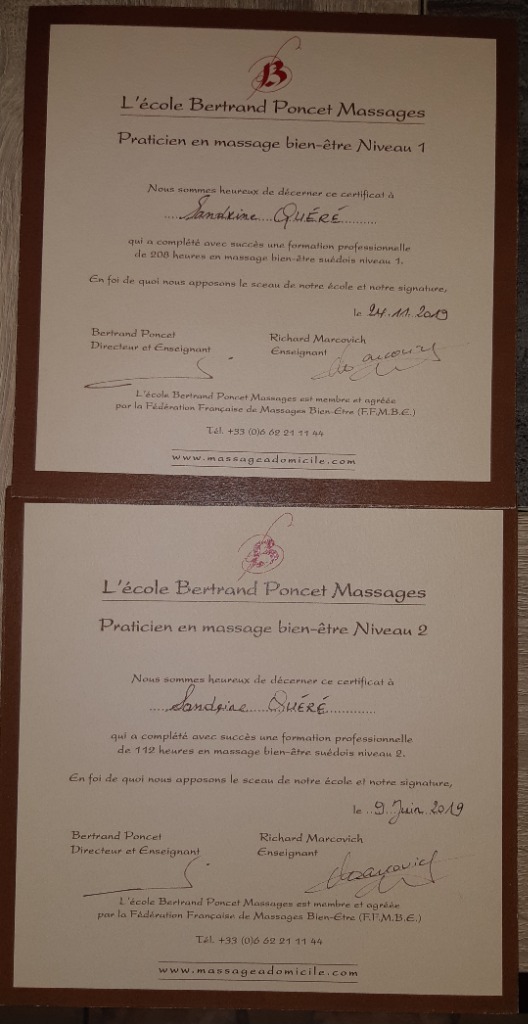 B
L'école Bertrand Poncet Massages
Praticien en massage bien-être Niveau 1
Nous sommes heureux de décerner ce certificat à
....Sandrine....QUÉRÉ..........
qui a complété avec succès une formation professionnelle
de 208 heures en massage bien-être suédois niveau 1.
En foi de quoi nous apposons le sceau de notre école et notre signature,
le 24.11.2019
Bertrand Poncet
Directeur et Enseignant
Richard Marcovich
Enseignant
L'école Bertrand Poncet Massages est membre et agréée
par la Fédération Française de Massages Bien-Être (F.F.M.B.E.)
Tél. +33 (0)6 62 21 11 44
www.massageadomicile.com
B
L'école Bertrand Poncet Massages
Praticien en massage bien-être Niveau 2
Nous sommes heureux de décerner ce certificat à
....Sandrine....QUÉRÉ.............
qui a complété avec succès une formation professionnelle
de 112 heures en massage bien-être suédois niveau 2.
En foi de quoi nous apposons le sceau de notre école et notre signature,
le ..9..Juin..2019
Bertrand Poncet
Directeur et Enseignant
Richard Marcovich
Enseignant
L'école Bertrand Poncet Massages est membre et agréée
par la Fédération Française de Massages Bien-Être (F.F.M.B.E.)
Tél. +33 (0)6 62 21 11 44
www.massageadomicile.com